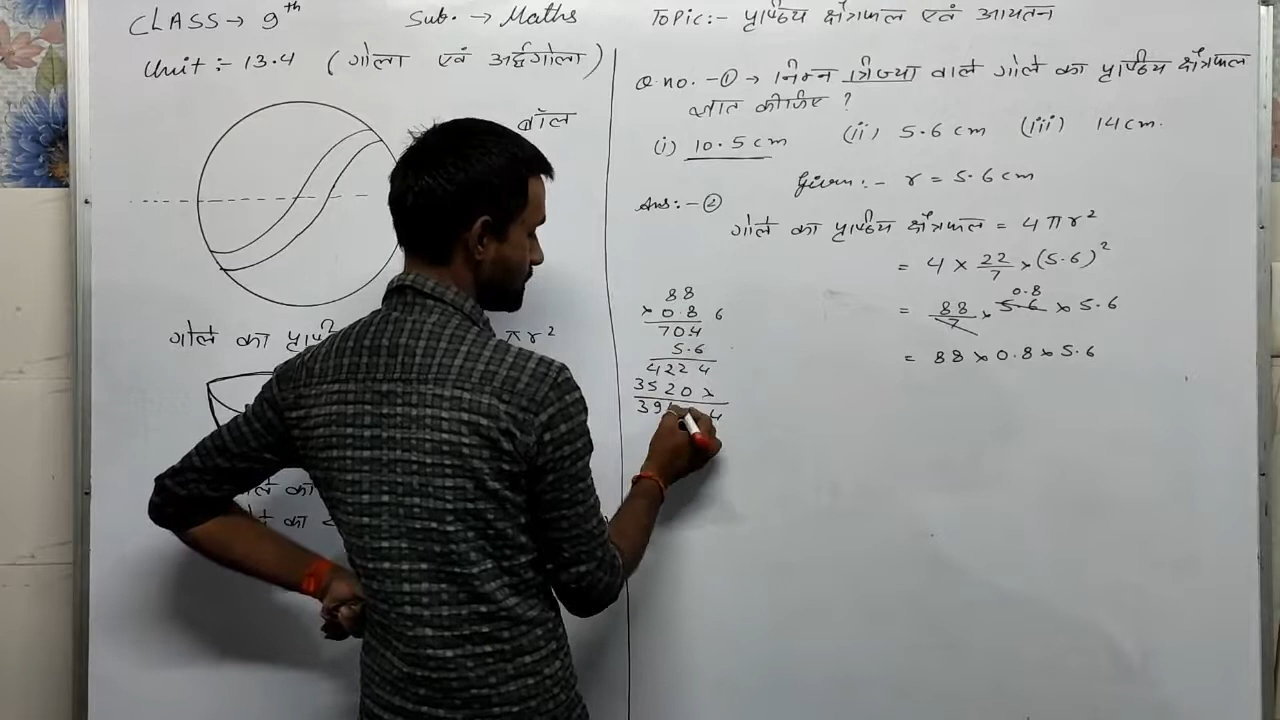 CLASS → 9th Sub. → Maths Topic:- पृष्ठीय क्षेत्रफल एवं आयतन
Unit :- 13.4 (गोला एवं अर्द्धगोला)
बॉल
गोले का
πr²
गोले का
का
Q.no. -① → निम्न त्रिज्या वाले गोले का पृष्ठीय क्षेत्रफल
ज्ञात कीजिए ?
(i) 10.5 cm (ii) 5.6 cm (iii) 14 cm.
Given:- r = 5.6 cm
Ans:- ②
गोले का पृष्ठीय क्षेत्रफल = 4πr²
= 4 × 22/7 × (5.6)²
0.8
= 88/7 × 5.6 × 5.6
= 88 × 0.8 × 5.6
88
× 0.8 6
704
5.6
4224
3520×
39 4